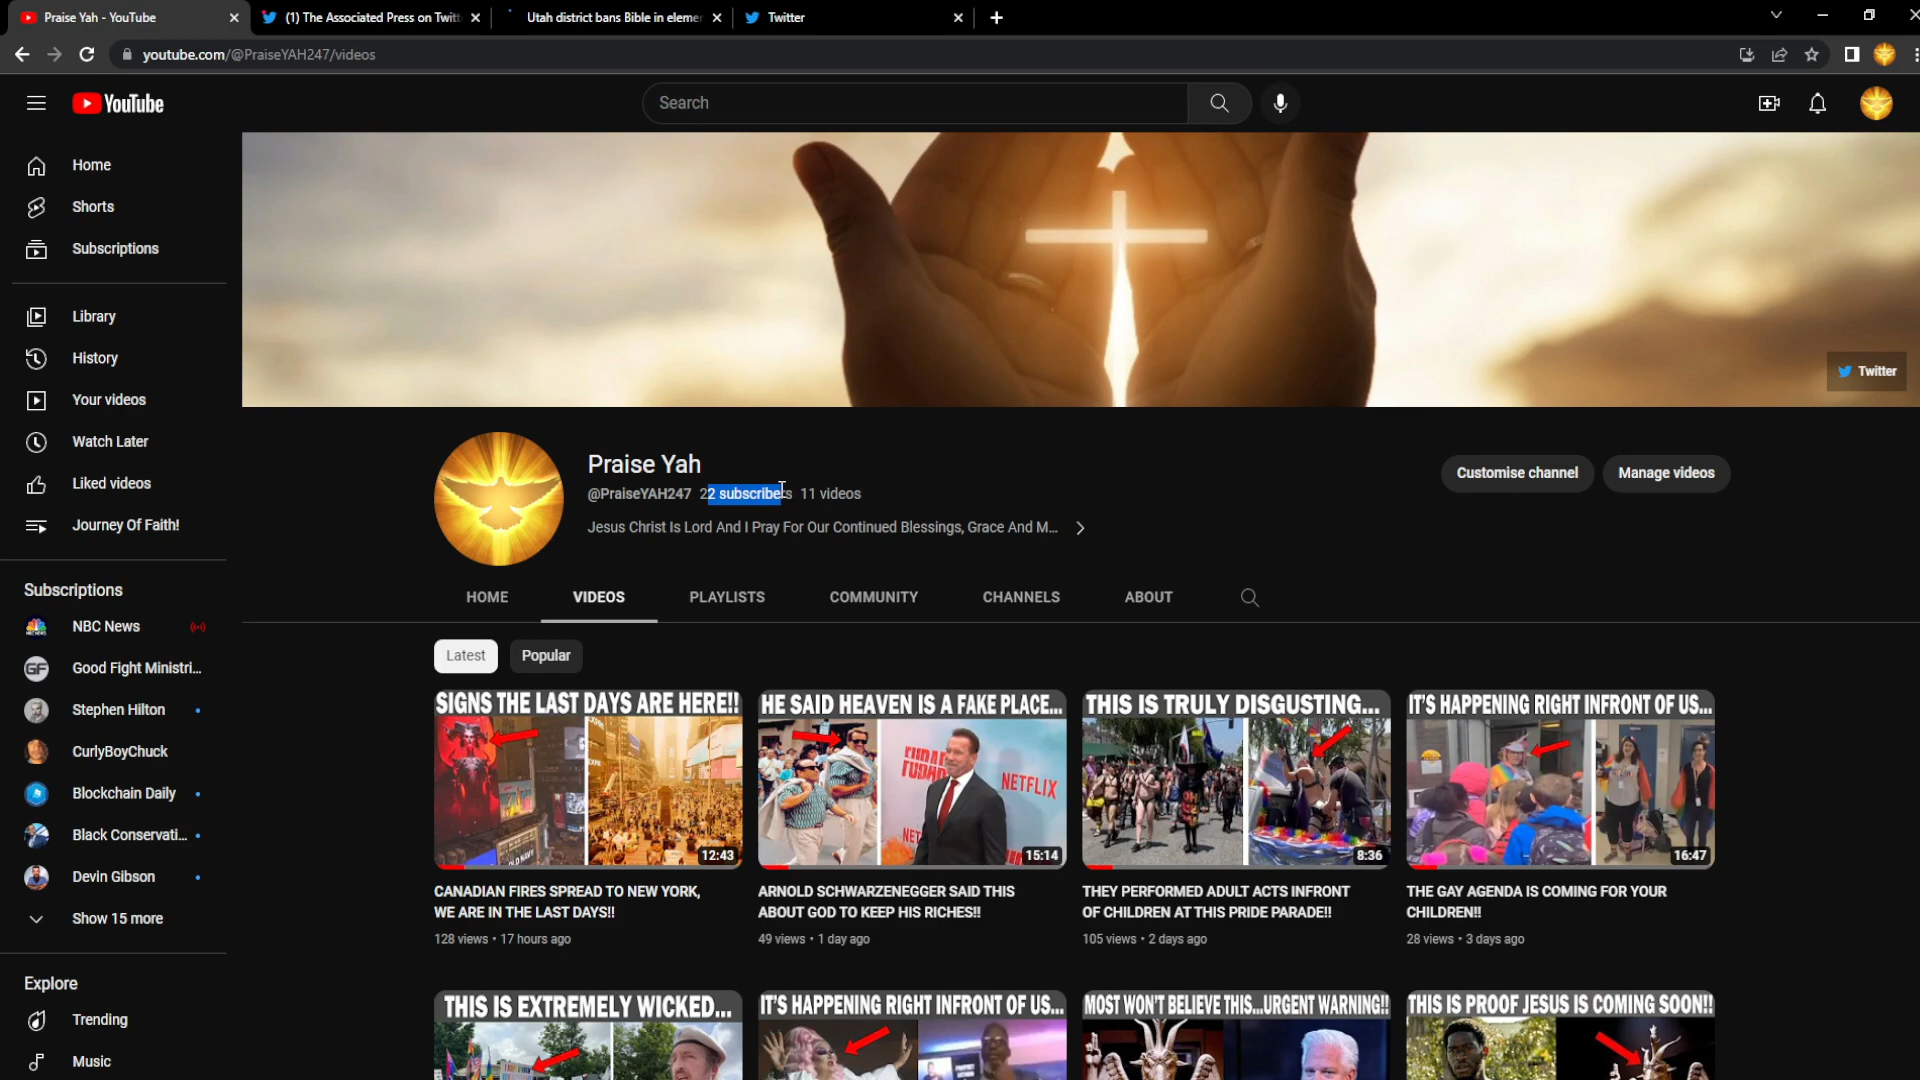 Praise Yah - YouTube
(1) The Associated Press on Twitt
Utah district bans Bible in elemer
Twitter
youtube.com/@PraiseYAH247/videos
YouTube
Search
Home
Shorts
Subscriptions
Library
History
Your videos
Watch Later
Liked videos
Journey Of Faith!
Subscriptions
NBC News
GF
Good Fight Ministri...
Stephen Hilton
CurlyBoyChuck
Blockchain Daily
Black Conservati...
Devin Gibson
Show 15 more
Explore
Trending
Music
Twitter
Praise Yah
@PraiseYAH247 22 subscribers 11 videos
Jesus Christ Is Lord And I Pray For Our Continued Blessings, Grace And M...
Customise channel
Manage videos
HOME
VIDEOS
PLAYLISTS
COMMUNITY
CHANNELS
ABOUT
Latest
Popular
SIGNS THE LAST DAYS ARE HERE!!
OLD NAVY
12:43
CANADIAN FIRES SPREAD TO NEW YORK,
WE ARE IN THE LAST DAYS!!
128 views • 17 hours ago
HE SAID HEAVEN IS A FAKE PLACE...
FUBAR
NETFLIX
NET
15:14
ARNOLD SCHWARZENEGGER SAID THIS
ABOUT GOD TO KEEP HIS RICHES!!
49 views • 1 day ago
THIS IS TRULY DISGUSTING...
8:36
THEY PERFORMED ADULT ACTS INFRONT
OF CHILDREN AT THIS PRIDE PARADE!!
105 views • 2 days ago
IT'S HAPPENING RIGHT INFRONT OF US...
16:47
THE GAY AGENDA IS COMING FOR YOUR
CHILDREN!!
28 views • 3 days ago
THIS IS EXTREMELY WICKED...
IT'S HAPPENING RIGHT INFRONT OF US...
MOST WON'T BELIEVE THIS...URGENT WARNING!!
THIS IS PROOF JESUS IS COMING SOON!!